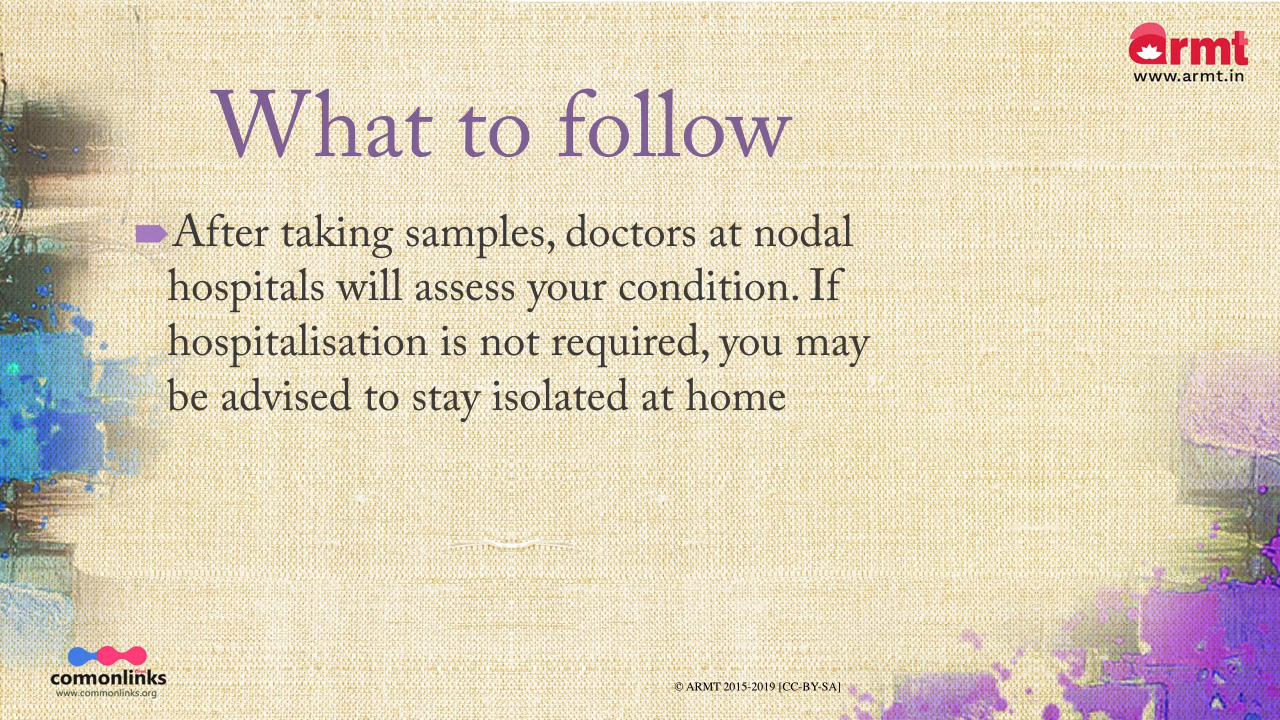 armt
www.armt.in
What to follow
After taking samples, doctors at nodal
hospitals will assess your condition. If
hospitalisation is not required, you may
be advised to stay isolated at home
commonlinks
www.commonlinks.org
© ARMT 2015-2019 [CC-BY-SA]